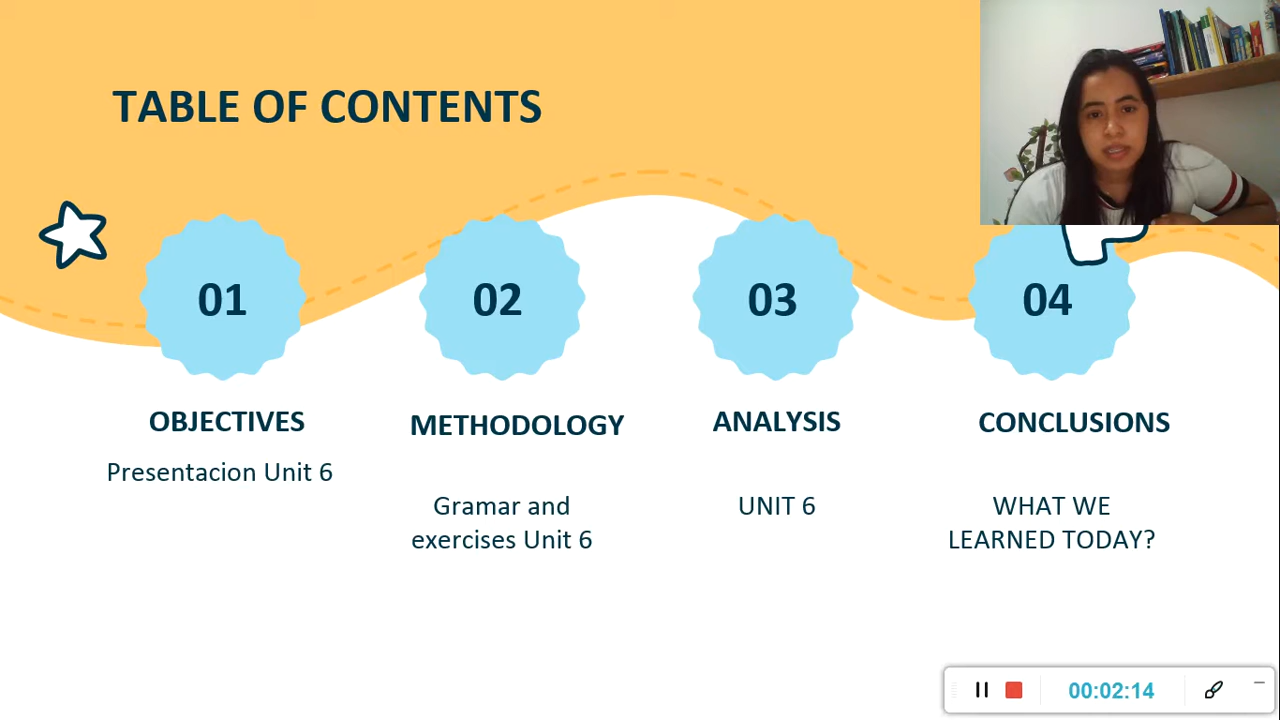 TABLE OF CONTENTS
01
02
03
04
OBJECTIVES
Presentacion Unit 6
METHODOLOGY
Gramar and
exercises Unit 6
ANALYSIS
UNIT 6
CONCLUSIONS
WHAT WE
LEARNED TODAY?
00:02:14